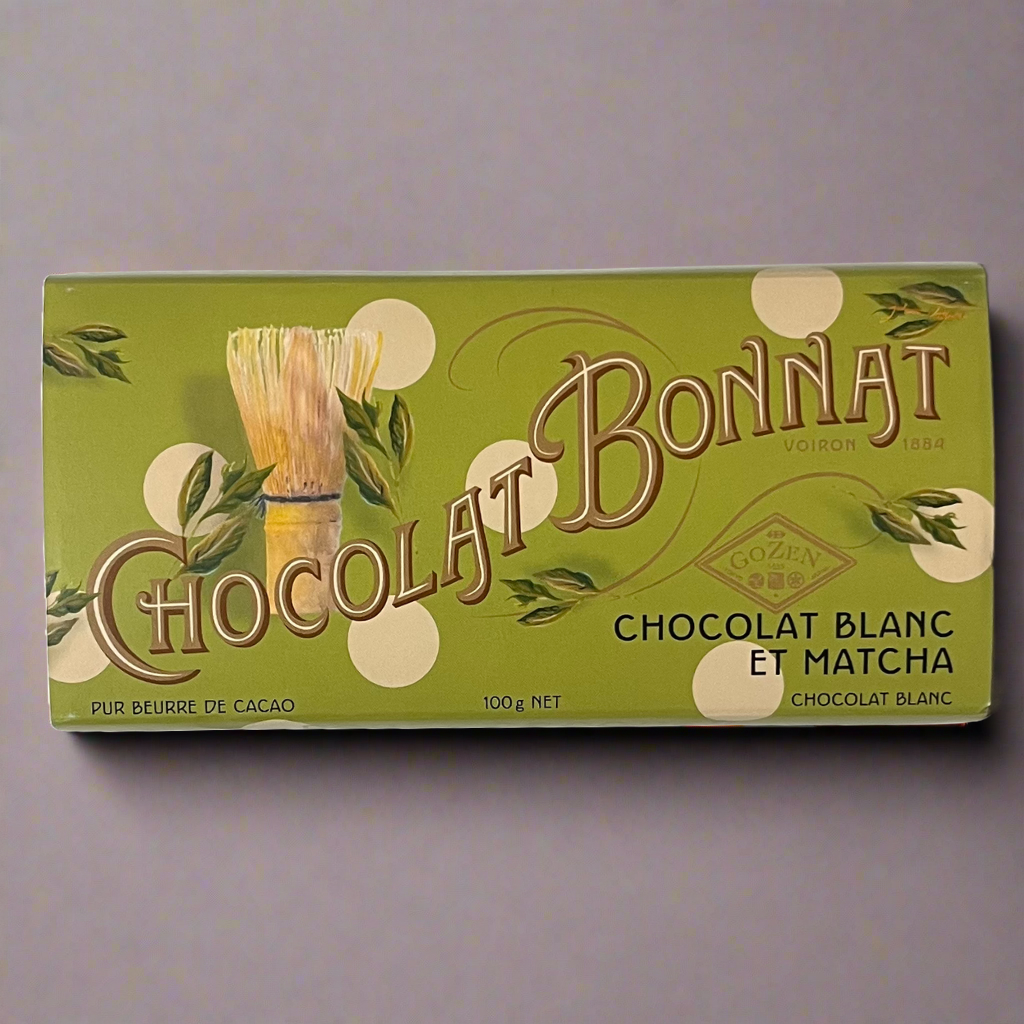 CHOCOLAT BONNAT
VOIRON 1884
GOZEN
CHOCOLAT BLANC
ET MATCHA
PUR BEURRE DE CACAO
100g NET
CHOCOLAT BLANC